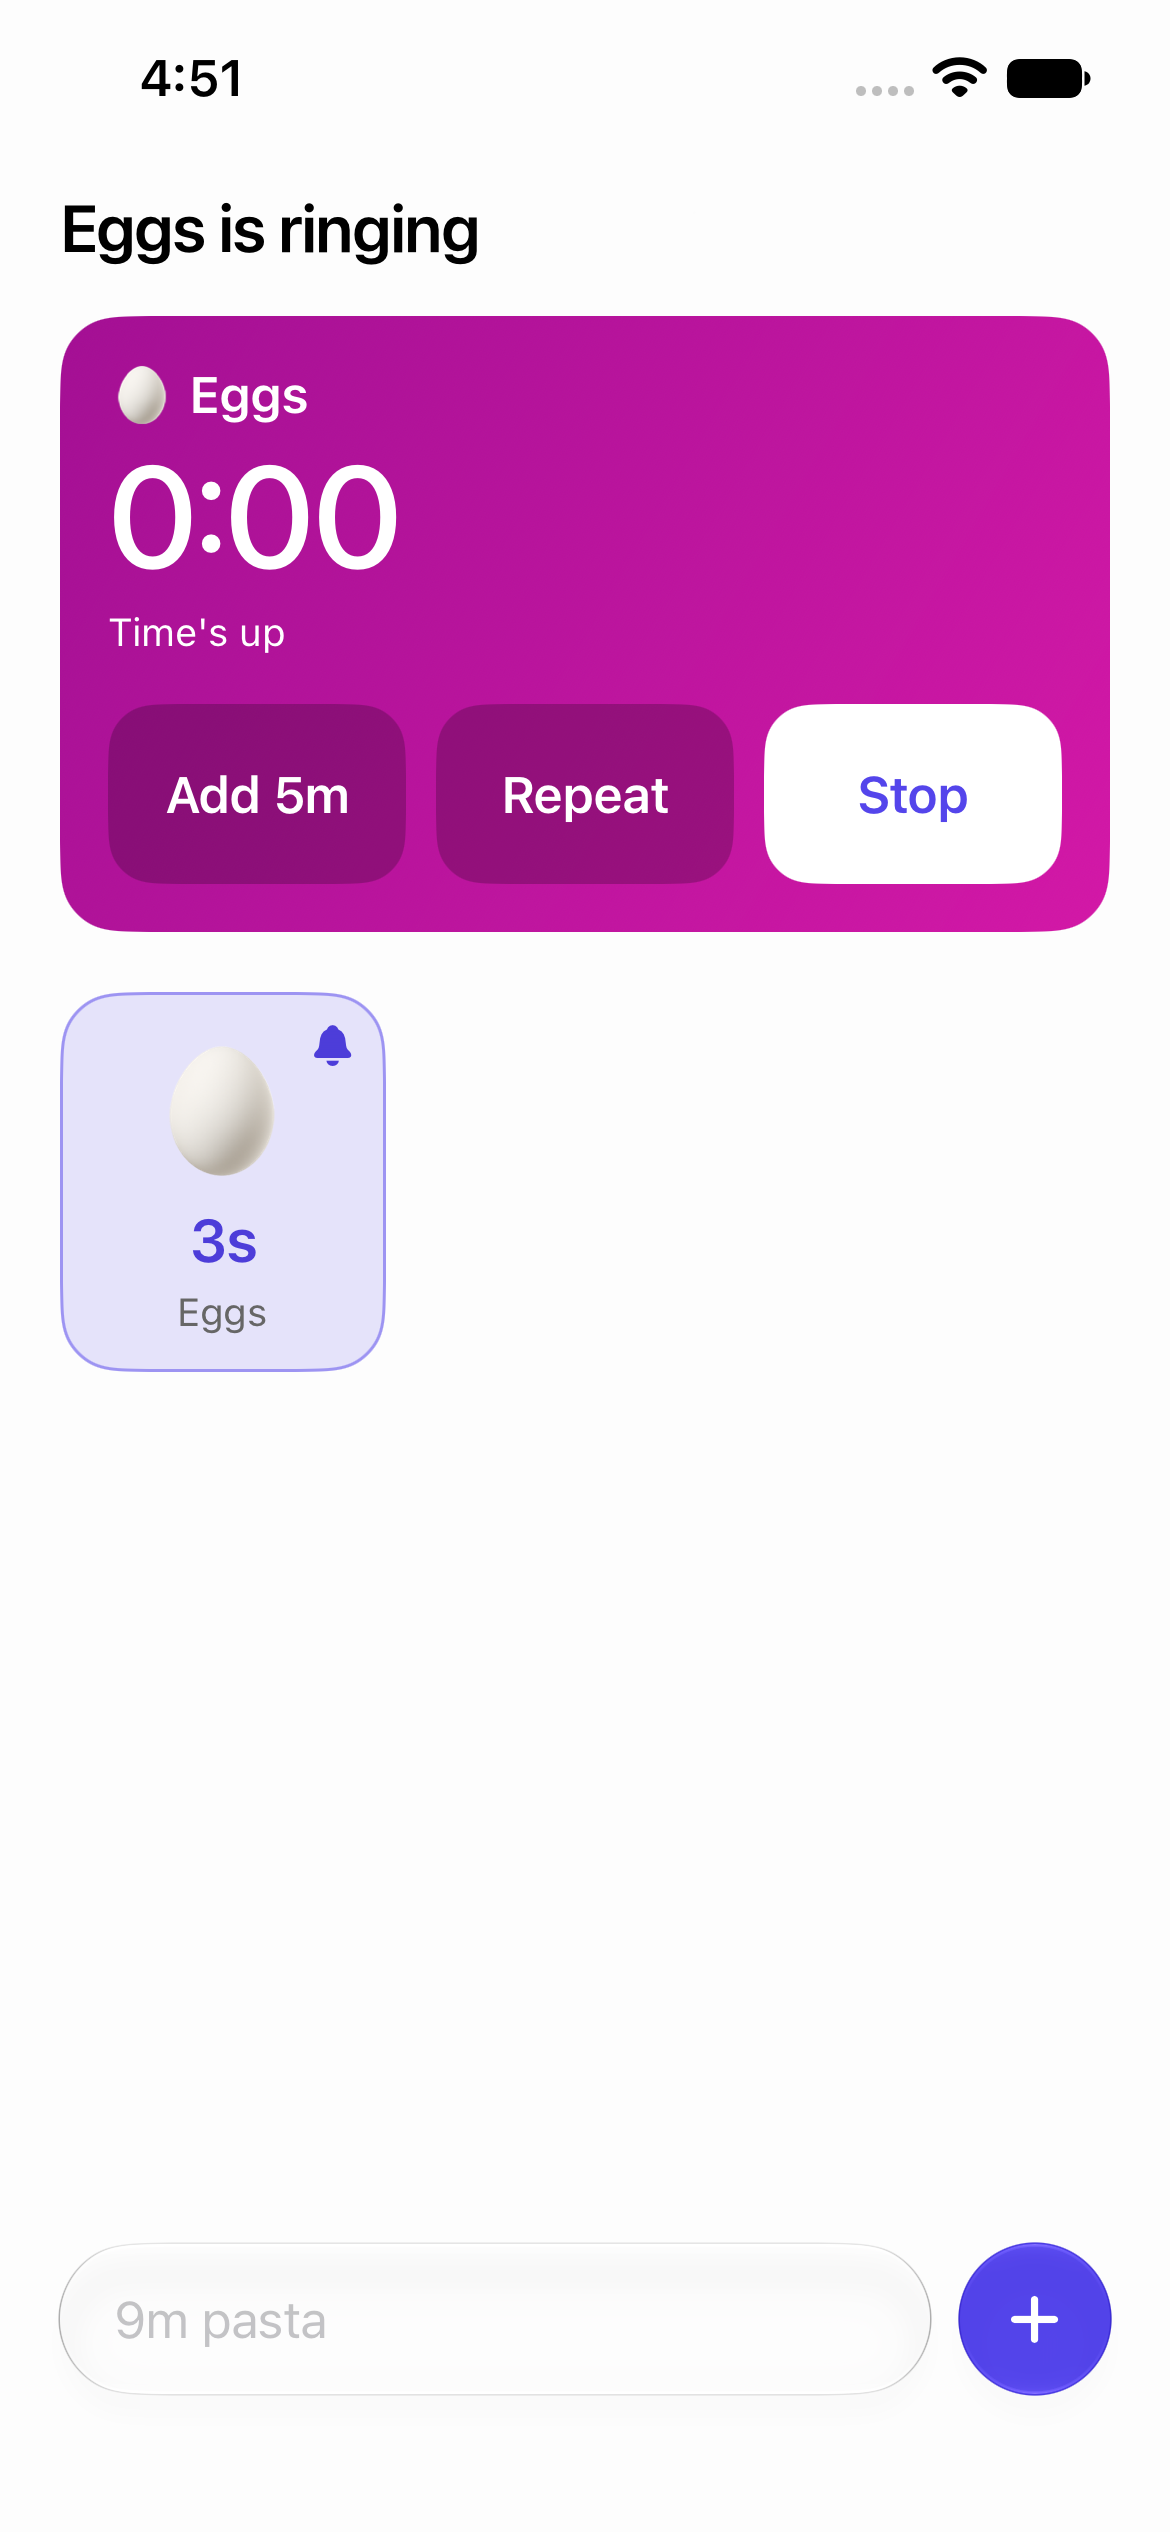 4:51
Eggs is ringing
Eggs
0:00
Time's up
Add 5m
Repeat
Stop
3s
Eggs
9m pasta